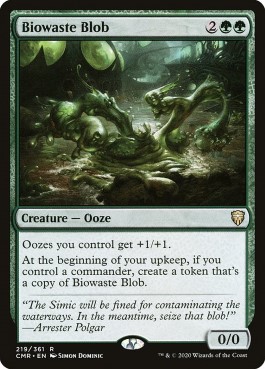 Biowaste Blob 2
Creature — Ooze
Oozes you control get +1/+1.
At the beginning of your upkeep, if you
control a commander, create a token that's
a copy of Biowaste Blob.
“The Simic will be fined for contaminating the
waterways. In the meantime, seize that blob!”
—Arrester Polgar
0/0
219/361 R
CMR • EN SIMON DOMINIC
™ & © 2020 Wizards of the Coast